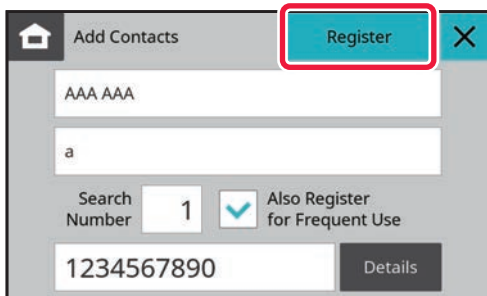 Add Contacts
Register
AAA AAA
a
Search
Number
1
Also Register
for Frequent Use
1234567890
Details